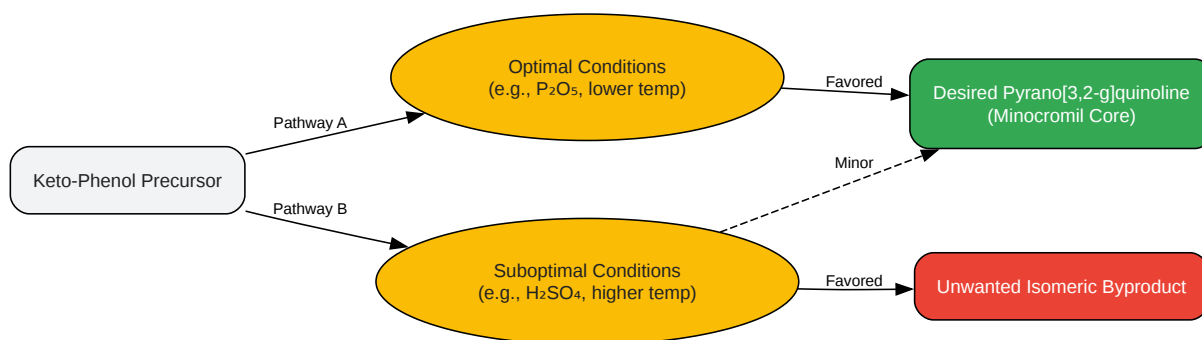 Keto-Phenol Precursor
Pathway A
Pathway B
Optimal Conditions
(e.g., P₂O₅, lower temp)
Suboptimal Conditions
(e.g., H₂SO₄, higher temp)
Favored
Minor
Favored
Desired Pyrano[3,2-g]quinoline
(Minocromil Core)
Unwanted Isomeric Byproduct